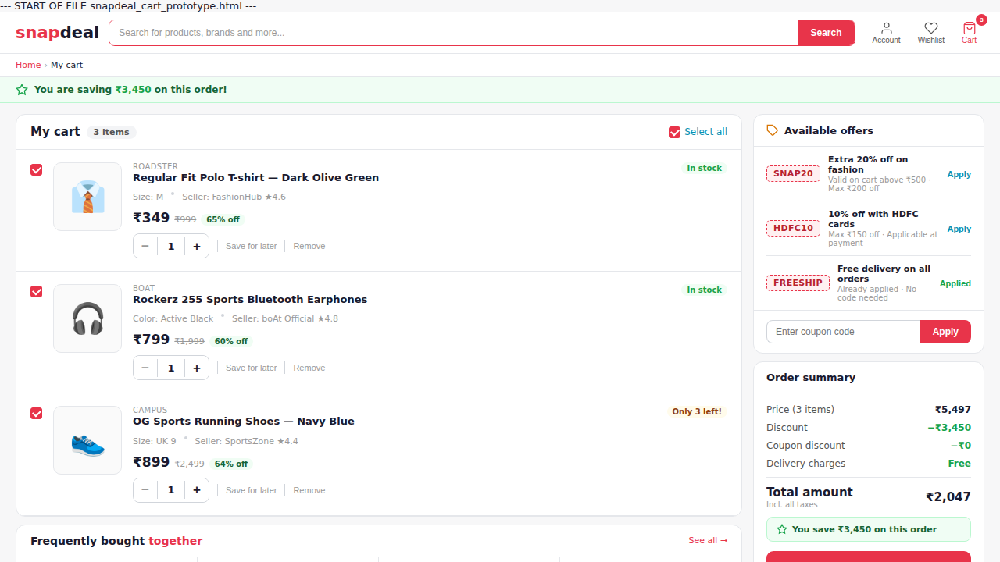 --- START OF FILE snapdeal_cart_prototype.html ---
snapdeal
Search for products, brands and more...
Search
Account
Wishlist
3
Cart
Home › My cart
You are saving ₹3,450 on this order!
My cart
3 items
Select all
ROADSTER
Regular Fit Polo T-shirt — Dark Olive Green
In stock
Size: M
Seller: FashionHub ★4.6
₹349 ₹999 65% off
− 1 +
Save for later
Remove
BOAT
Rockerz 255 Sports Bluetooth Earphones
In stock
Color: Active Black
Seller: boAt Official ★4.8
₹799 ₹1,999 60% off
− 1 +
Save for later
Remove
CAMPUS
OG Sports Running Shoes — Navy Blue
Only 3 left!
Size: UK 9
Seller: SportsZone ★4.4
₹899 ₹2,499 64% off
− 1 +
Save for later
Remove
Frequently bought together
See all →
Available offers
SNAP20
Extra 20% off on
fashion
Valid on cart above ₹500 ·
Max ₹200 off
Apply
HDFC10
10% off with HDFC
cards
Max ₹150 off · Applicable at
payment
Apply
FREESHIP
Free delivery on all
orders
Already applied · No
code needed
Applied
Enter coupon code
Apply
Order summary
Price (3 items) ₹5,497
Discount −₹3,450
Coupon discount −₹0
Delivery charges Free
Total amount ₹2,047
Incl. all taxes
You save ₹3,450 on this order